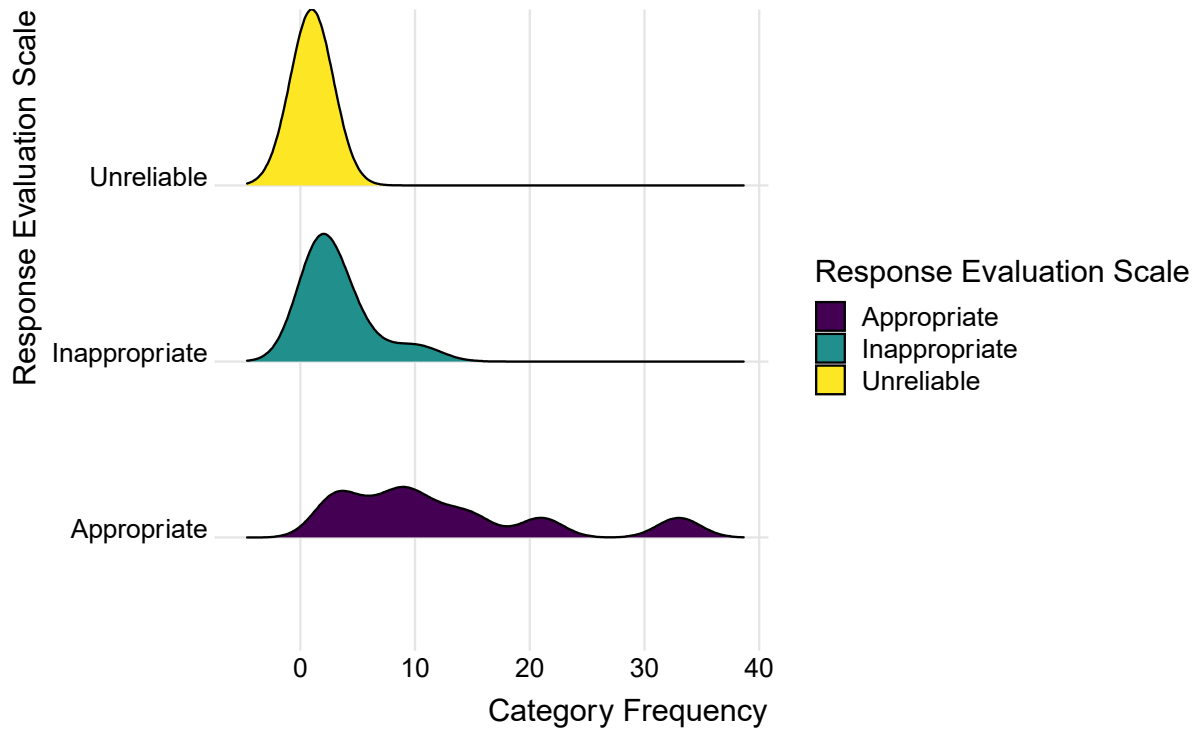 Response Evaluation Scale
Unreliable
Inappropriate
Appropriate
0 10 20 30 40
Category Frequency
Response Evaluation Scale
Appropriate
Inappropriate
Unreliable